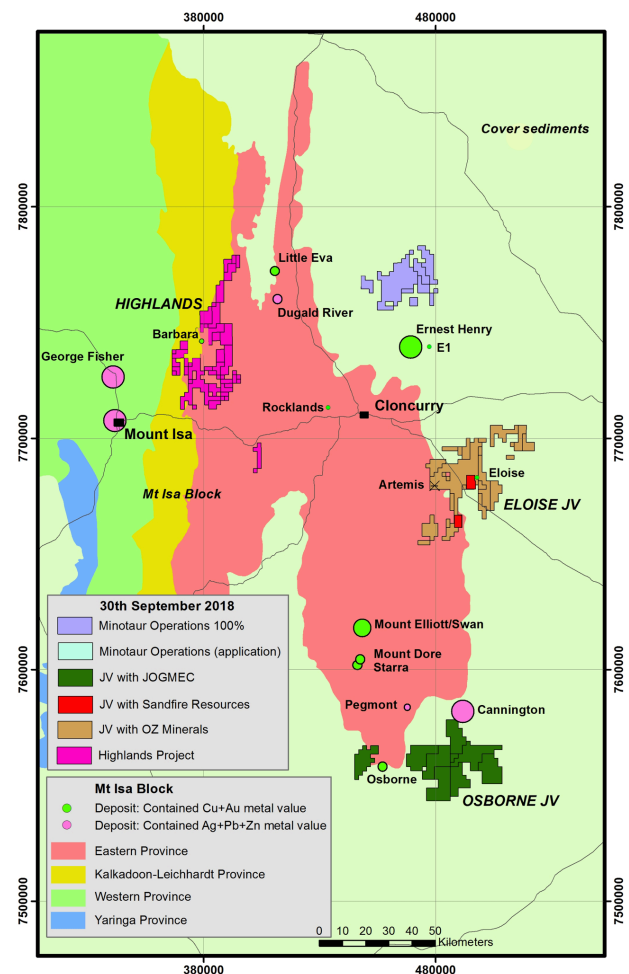 380000 480000
Cover sediments
7800000 7800000
Little Eva
HIGHLANDS
Dugald River
Ernest Henry
Barbara
E1
George Fisher
Rocklands
Cloncurry
Mount Isa
7700000 7700000
Eloise
Artemis
Mt Isa Block
ELOISE JV
30th September 2018
Minotaur Operations 100%
Minotaur Operations (application)
JV with JOGMEC
JV with Sandfire Resources
JV with OZ Minerals
Highlands Project
Mount Elliott/Swan
Mount Dore
Starra
7600000 7600000
Pegmont
Cannington
Osborne
OSBORNE JV
Mt Isa Block
Deposit: Contained Cu+Au metal value
Deposit: Contained Ag+Pb+Zn metal value
Eastern Province
Kalkadoon-Leichhardt Province
Western Province
Yaringa Province
7500000 7500000
0 10 20 30 40 50
Kilometers
380000 480000